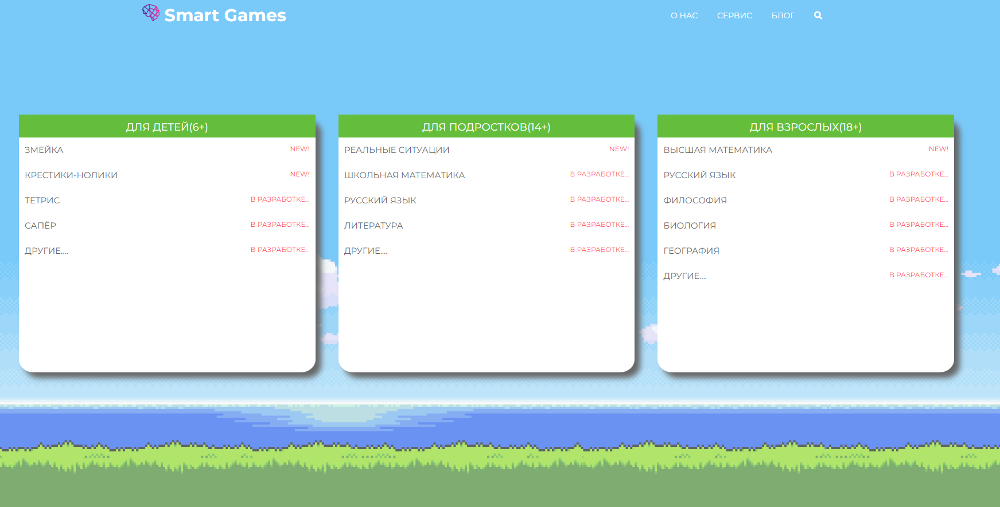 Smart Games
О НАС
СЕРВИС
БЛОГ
ДЛЯ ДЕТЕЙ(6+)
ЗМЕЙКА NEW!
КРЕСТИКИ-НОЛИКИ NEW!
ТЕТРИС В РАЗРАБОТКЕ...
САПЁР В РАЗРАБОТКЕ...
ДРУГИЕ.... В РАЗРАБОТКЕ...
ДЛЯ ПОДРОСТКОВ(14+)
РЕАЛЬНЫЕ СИТУАЦИИ NEW!
ШКОЛЬНАЯ МАТЕМАТИКА В РАЗРАБОТКЕ...
РУССКИЙ ЯЗЫК В РАЗРАБОТКЕ...
ЛИТЕРАТУРА В РАЗРАБОТКЕ...
ДРУГИЕ.... В РАЗРАБОТКЕ...
ДЛЯ ВЗРОСЛЫХ(18+)
ВЫСШАЯ МАТЕМАТИКА NEW!
РУССКИЙ ЯЗЫК В РАЗРАБОТКЕ...
ФИЛОСОФИЯ В РАЗРАБОТКЕ...
БИОЛОГИЯ В РАЗРАБОТКЕ...
ГЕОГРАФИЯ В РАЗРАБОТКЕ...
ДРУГИЕ.... В РАЗРАБОТКЕ...